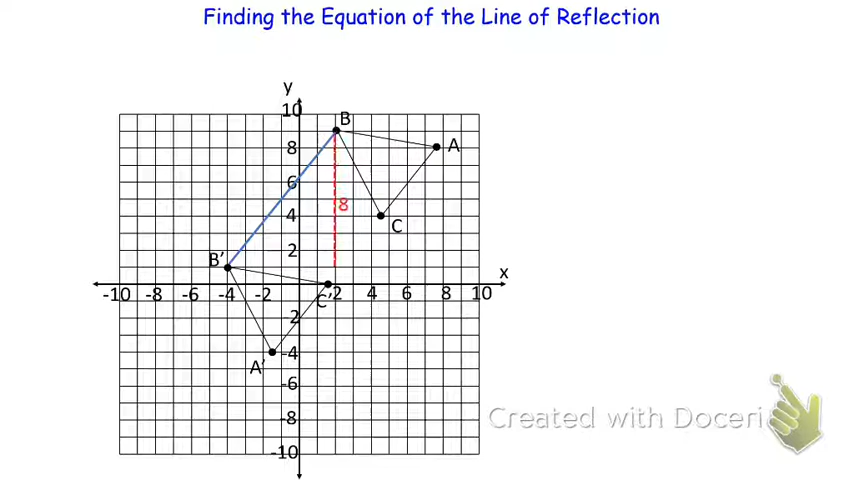 Finding the Equation of the Line of Reflection
y
10
B
8
A
6
8
4
C
2
B'
x
-10 -8 -6 -4 -2 2 4 6 8 10
C'
-2
-4
A'
-6
-8
-10
Created with Doceri